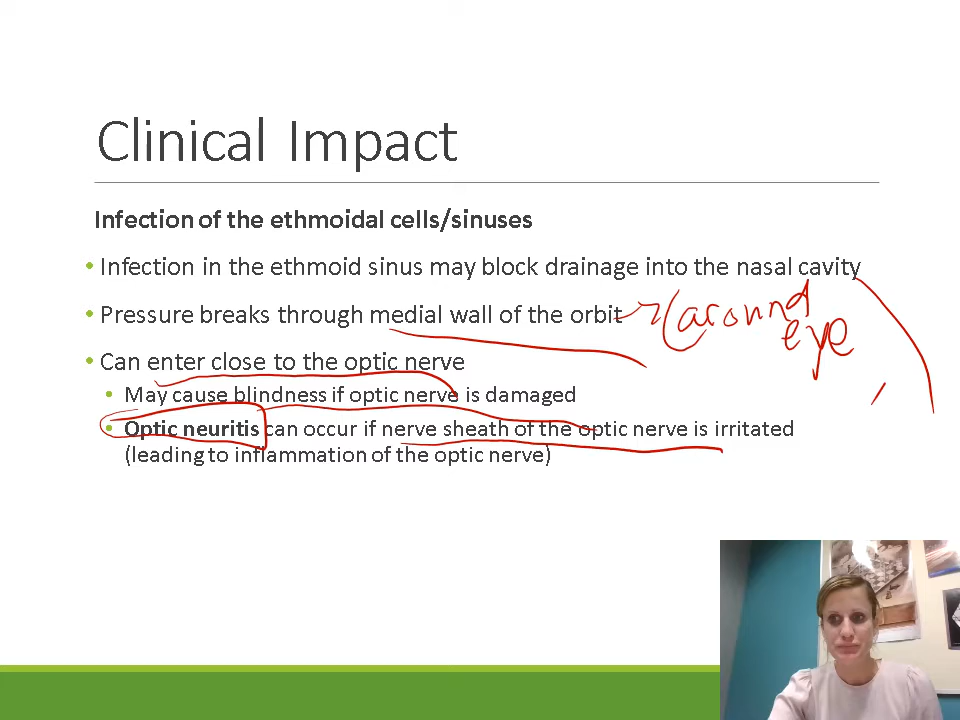 Clinical Impact
Infection of the ethmoidal cells/sinuses
• Infection in the ethmoid sinus may block drainage into the nasal cavity
• Pressure breaks through medial wall of the orbit
around
eye
• Can enter close to the optic nerve
• May cause blindness if optic nerve is damaged
• Optic neuritis can occur if nerve sheath of the optic nerve is irritated
(leading to inflammation of the optic nerve)